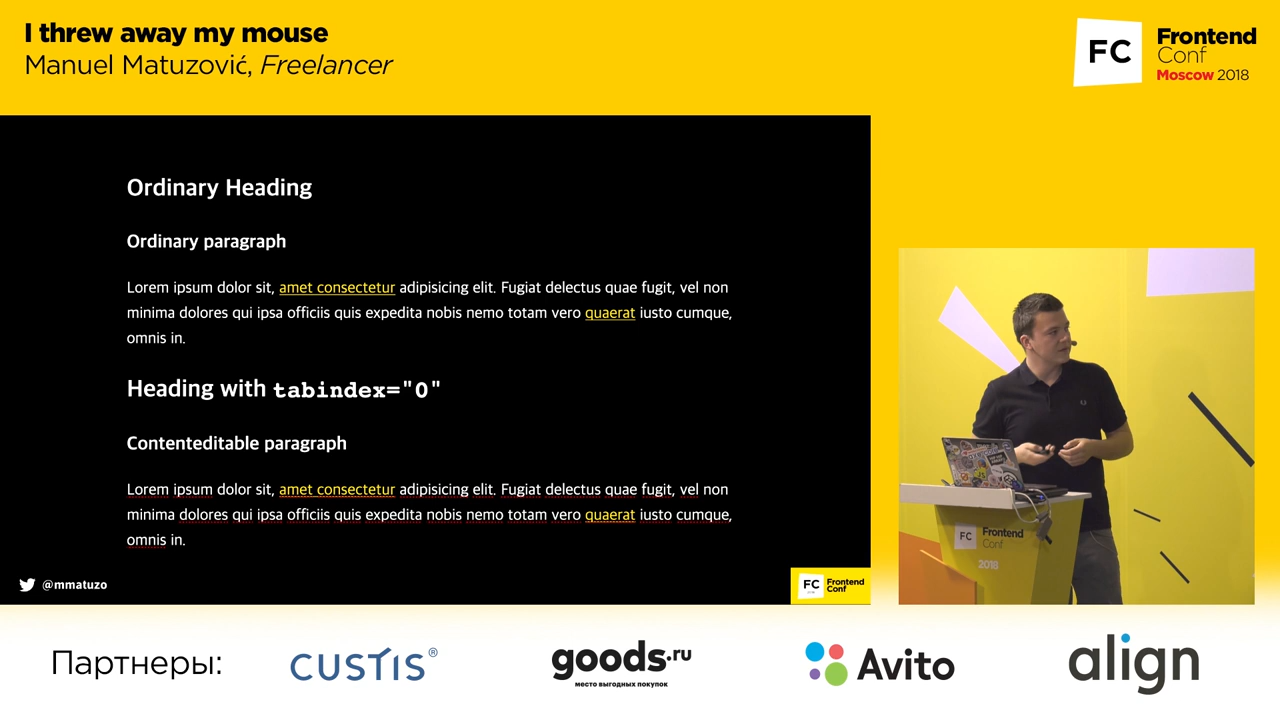 I threw away my mouse
Manuel Matuzović, Freelancer
FC
Frontend
Conf
Moscow 2018
Ordinary Heading
Ordinary paragraph
Lorem ipsum dolor sit, amet consectetur adipisicing elit. Fugiat delectus quae fugit, vel non
minima dolores qui ipsa officiis quis expedita nobis nemo totam vero quaerat iusto cumque,
omnis in.
Heading with tabindex="0"
Contenteditable paragraph
Lorem ipsum dolor sit, amet consectetur adipisicing elit. Fugiat delectus quae fugit, vel non
minima dolores qui ipsa officiis quis expedita nobis nemo totam vero quaerat iusto cumque,
omnis in.
@mmatuzo
FC
Frontend
Conf
FC
Frontend
Conf
2018
Партнеры:
CUSTIS®
goods.ru
место выгодных покупок
Avito
align